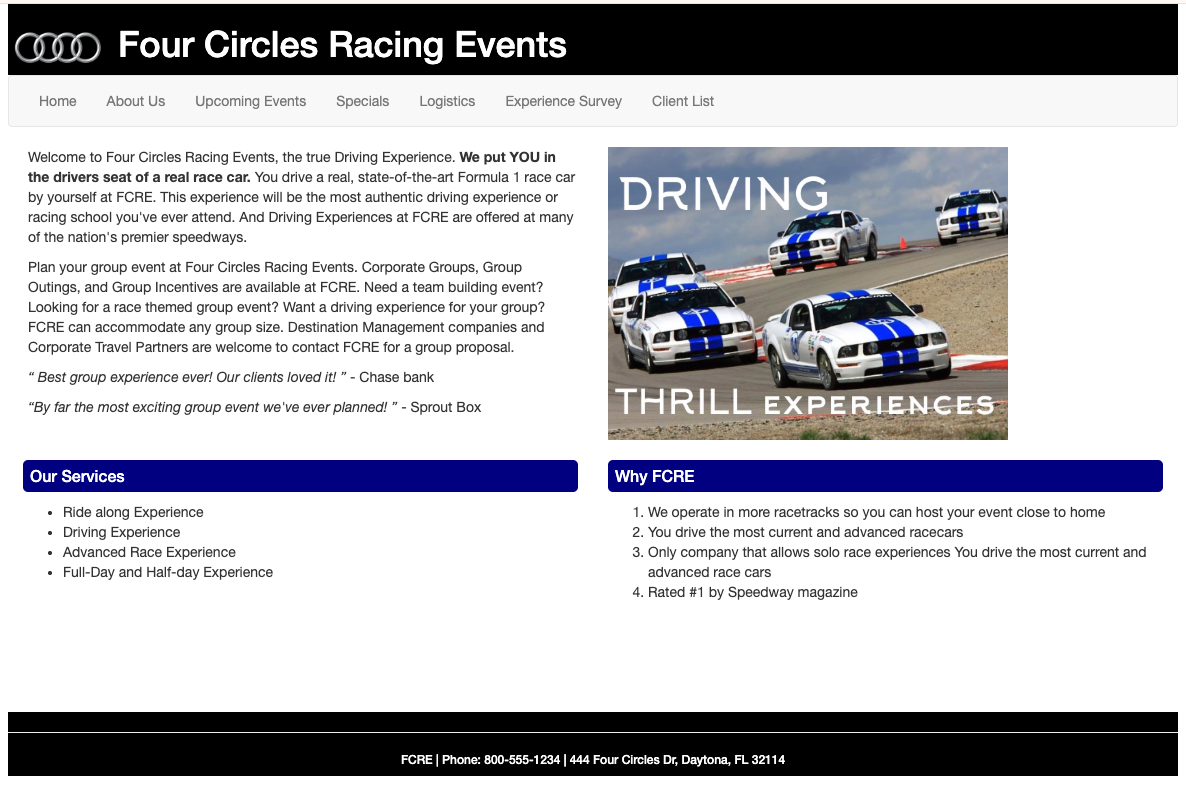 Four Circles Racing Events
Home About Us Upcoming Events Specials Logistics Experience Survey Client List
Welcome to Four Circles Racing Events, the true Driving Experience. We put YOU in
the drivers seat of a real race car. You drive a real, state-of-the-art Formula 1 race car
by yourself at FCRE. This experience will be the most authentic driving experience or
racing school you've ever attend. And Driving Experiences at FCRE are offered at many
of the nation's premier speedways.
Plan your group event at Four Circles Racing Events. Corporate Groups, Group
Outings, and Group Incentives are available at FCRE. Need a team building event?
Looking for a race themed group event? Want a driving experience for your group?
FCRE can accommodate any group size. Destination Management companies and
Corporate Travel Partners are welcome to contact FCRE for a group proposal.
“ Best group experience ever! Our clients loved it! ” - Chase bank
“By far the most exciting group event we've ever planned! ” - Sprout Box
DRIVING
THRILL EXPERIENCES
Our Services
• Ride along Experience
• Driving Experience
• Advanced Race Experience
• Full-Day and Half-day Experience
Why FCRE
1. We operate in more racetracks so you can host your event close to home
2. You drive the most current and advanced racecars
3. Only company that allows solo race experiences You drive the most current and
advanced race cars
4. Rated #1 by Speedway magazine
FCRE | Phone: 800-555-1234 | 444 Four Circles Dr, Daytona, FL 32114